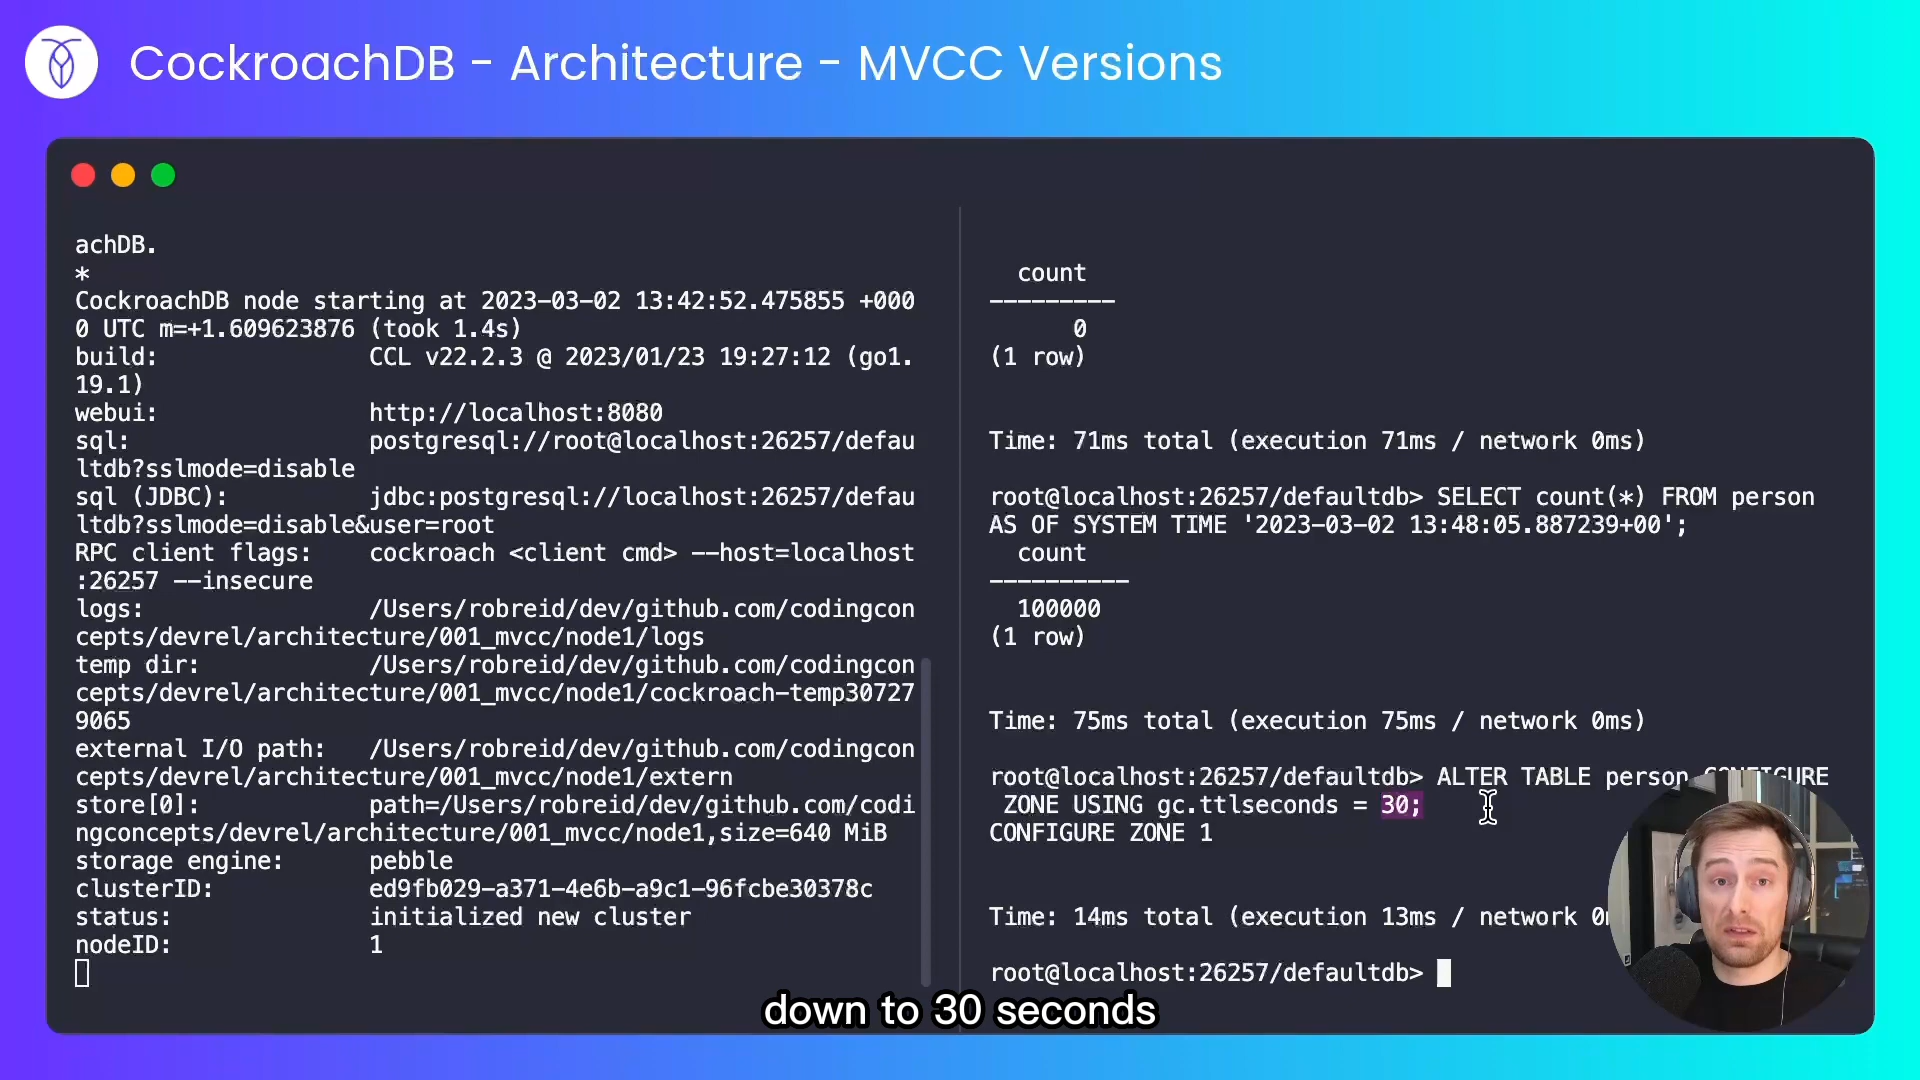 CockroachDB - Architecture - MVCC Versions
achDB.
*
CockroachDB node starting at 2023-03-02 13:42:52.475855 +000
0 UTC m=+1.609623876 (took 1.4s)
build:               CCL v22.2.3 @ 2023/01/23 19:27:12 (go1.
19.1)
webui:               http://localhost:8080
sql:                 postgresql://root@localhost:26257/defau
ltdb?sslmode=disable
sql (JDBC):          jdbc:postgresql://localhost:26257/defau
ltdb?sslmode=disable&user=root
RPC client flags:    cockroach <client cmd> --host=localhost
:26257 --insecure
logs:                /Users/robreid/dev/github.com/codingcon
cepts/devrel/architecture/001_mvcc/node1/logs
temp dir:            /Users/robreid/dev/github.com/codingcon
cepts/devrel/architecture/001_mvcc/node1/cockroach-temp30727
9065
external I/O path:   /Users/robreid/dev/github.com/codingcon
cepts/devrel/architecture/001_mvcc/node1/extern
store[0]:            path=/Users/robreid/dev/github.com/codi
ngconcepts/devrel/architecture/001_mvcc/node1,size=640 MiB
storage engine:      pebble
clusterID:           ed9fb029-a371-4e6b-a9c1-96fcbe30378c
status:              initialized new cluster
nodeID:              1
count
---------
0
(1 row)
Time: 71ms total (execution 71ms / network 0ms)
root@localhost:26257/defaultdb> SELECT count(*) FROM person
AS OF SYSTEM TIME '2023-03-02 13:48:05.887239+00';
count
----------
100000
(1 row)
Time: 75ms total (execution 75ms / network 0ms)
root@localhost:26257/defaultdb> ALTER TABLE person CONFIGURE
ZONE USING gc.ttlseconds = 30;
CONFIGURE ZONE 1
Time: 14ms total (execution 13ms / network
root@localhost:26257/defaultdb>
down to 30 seconds